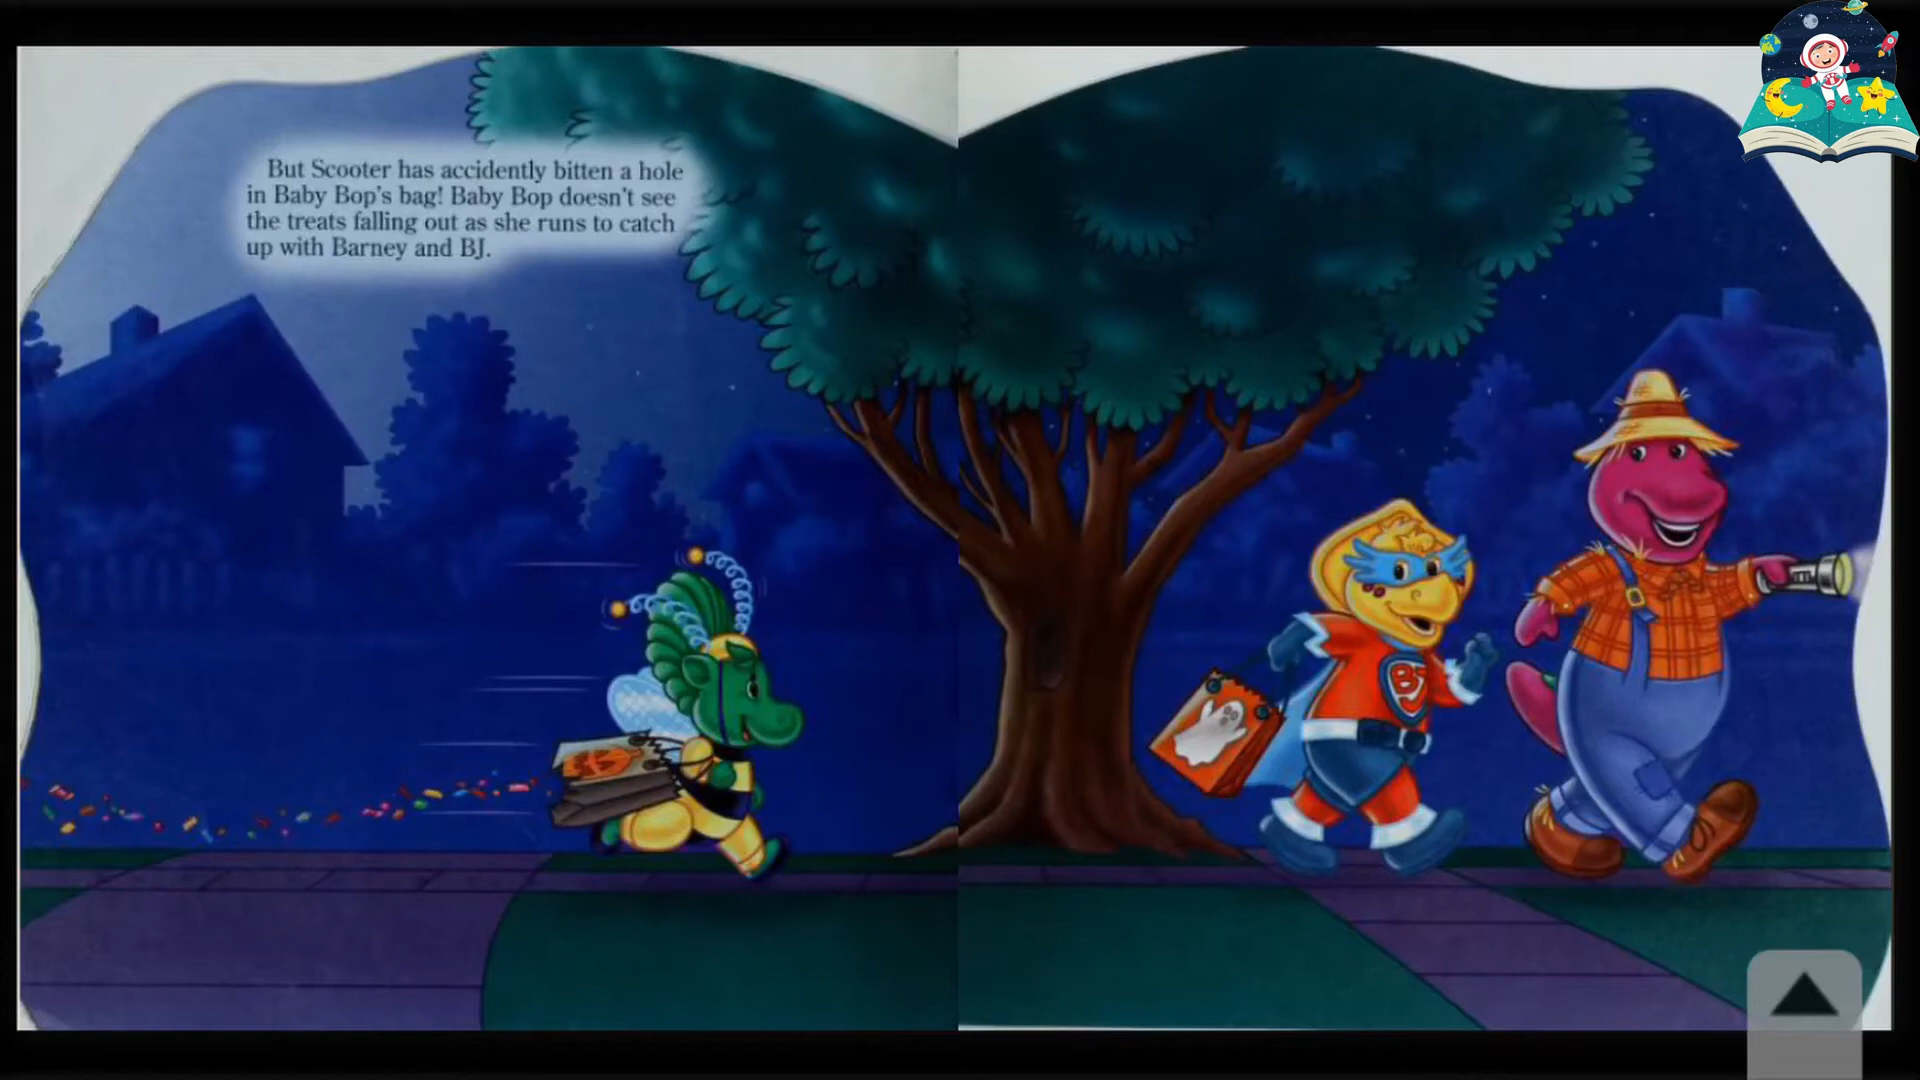 But Scooter has accidently bitten a hole
in Baby Bop's bag! Baby Bop doesn't see
the treats falling out as she runs to catch
up with Barney and BJ.
BJ